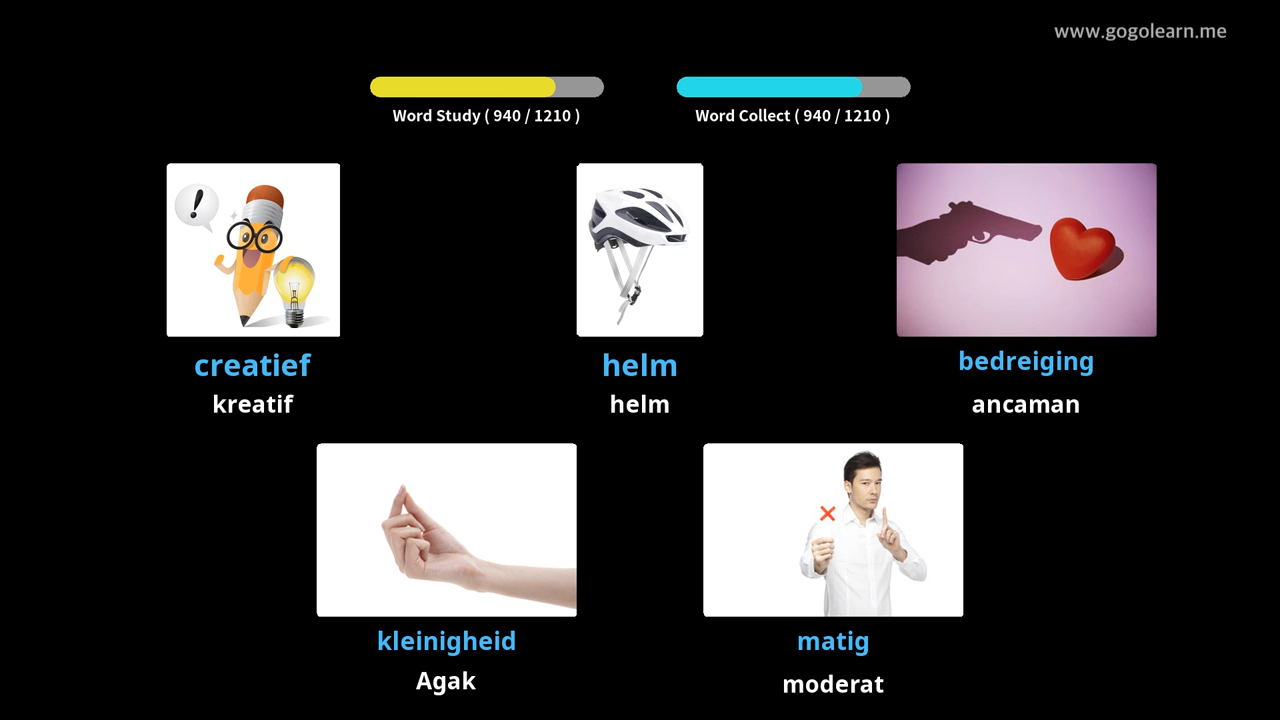 www.gogolearn.me
Word Study ( 940 / 1210 )
Word Collect ( 940 / 1210 )
creatief
helm
bedreiging
kreatif
helm
ancaman
kleinigheid
matig
Agak
moderat